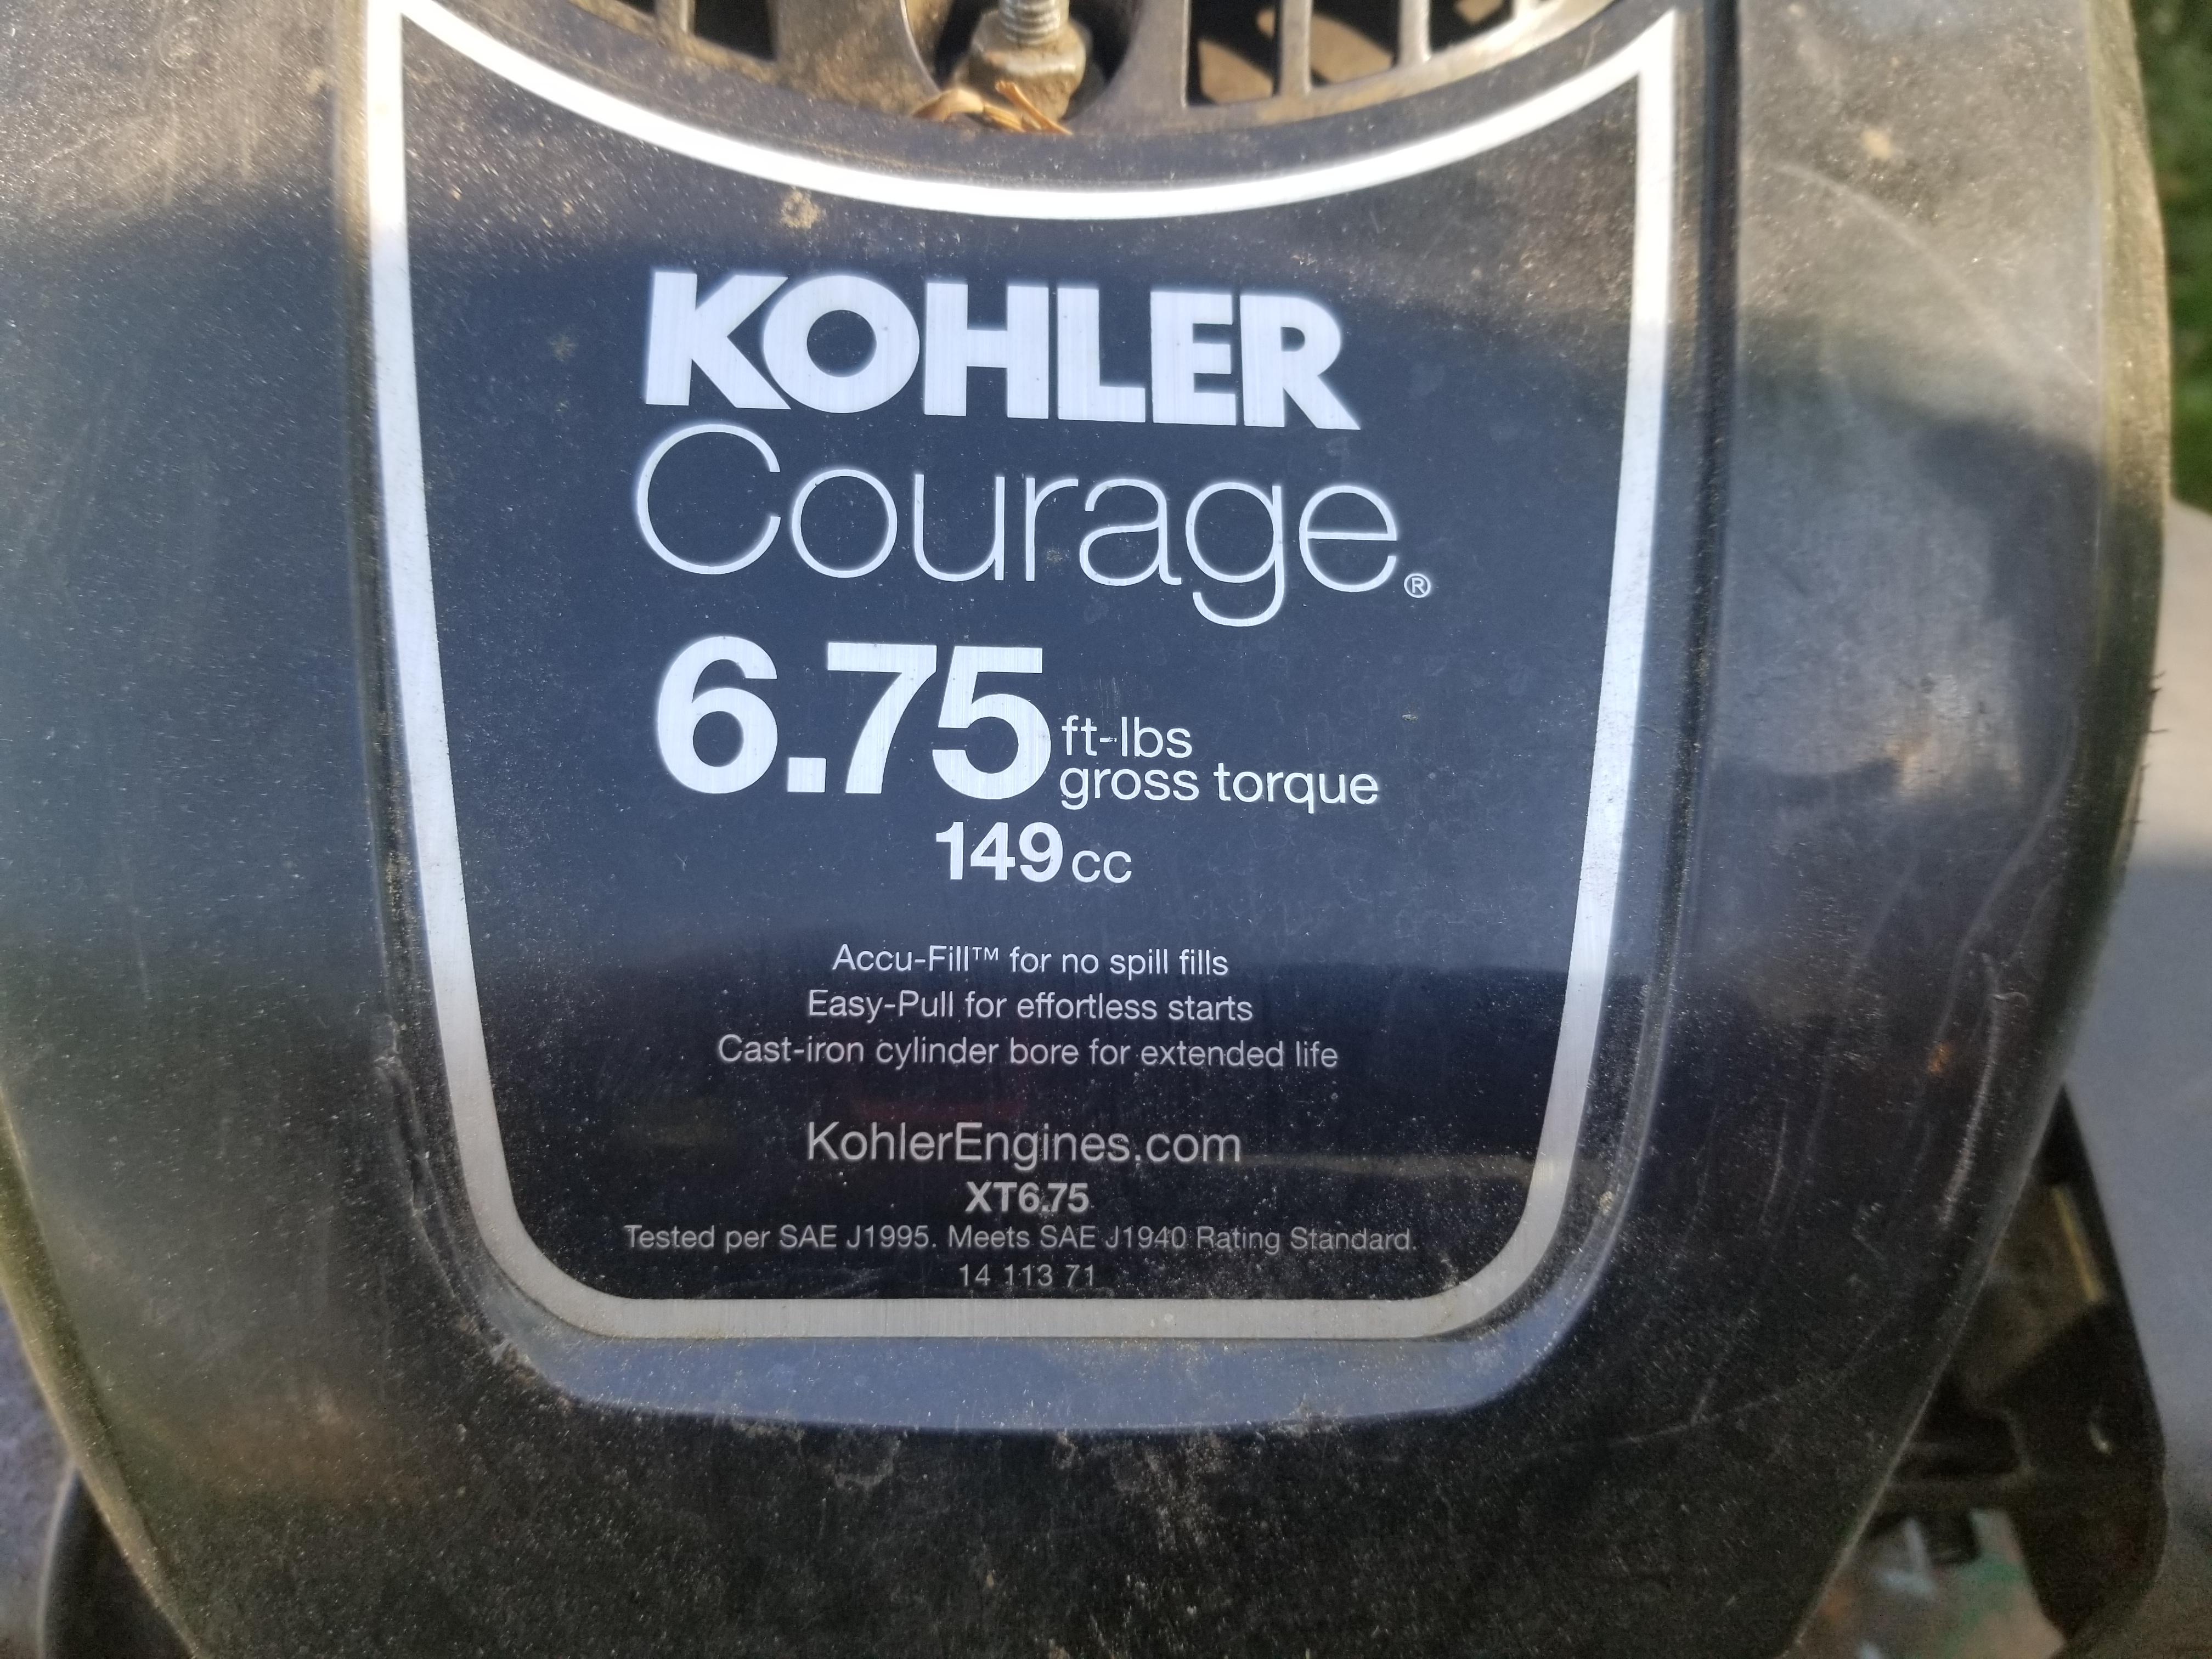 KOHLER
Courage®
6.75 ft-lbs
gross torque
149cc
Accu-Fill™ for no spill fills
Easy-Pull for effortless starts
Cast-iron cylinder bore for extended life
KohlerEngines.com
XT6.75
Tested per SAE J1995. Meets SAE J1940 Rating Standard.
14 113 71